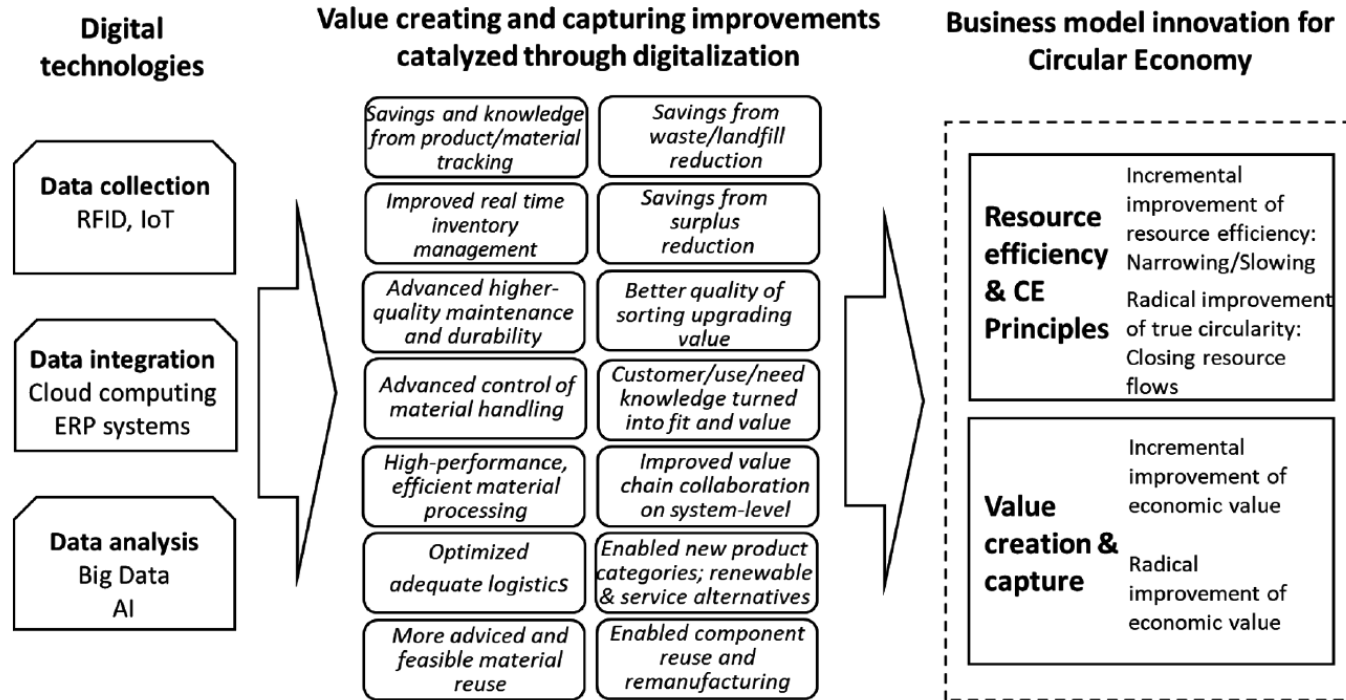 Digital
technologies
Value creating and capturing improvements
catalyzed through digitalization
Business model innovation for
Circular Economy
Data collection
RFID, IoT
Data integration
Cloud computing
ERP systems
Data analysis
Big Data
AI
Savings and knowledge
from product/material
tracking
Savings from
waste/landfill
reduction
Improved real time
inventory
management
Savings from
surplus
reduction
Advanced higher-
quality maintenance
and durability
Better quality of
sorting upgrading
value
Advanced control of
material handling
Customer/use/need
knowledge turned
into fit and value
High-performance,
efficient material
processing
Improved value
chain collaboration
on system-level
Optimized
adequate logistics
Enabled new product
categories; renewable
& service alternatives
More adviced and
feasible material
reuse
Enabled component
reuse and
remanufacturing
Resource
efficiency
& CE
Principles
Incremental
improvement of
resource efficiency:
Narrowing/Slowing
Radical improvement
of true circularity:
Closing resource
flows
Value
creation &
capture
Incremental
improvement of
economic value
Radical
improvement of
economic value